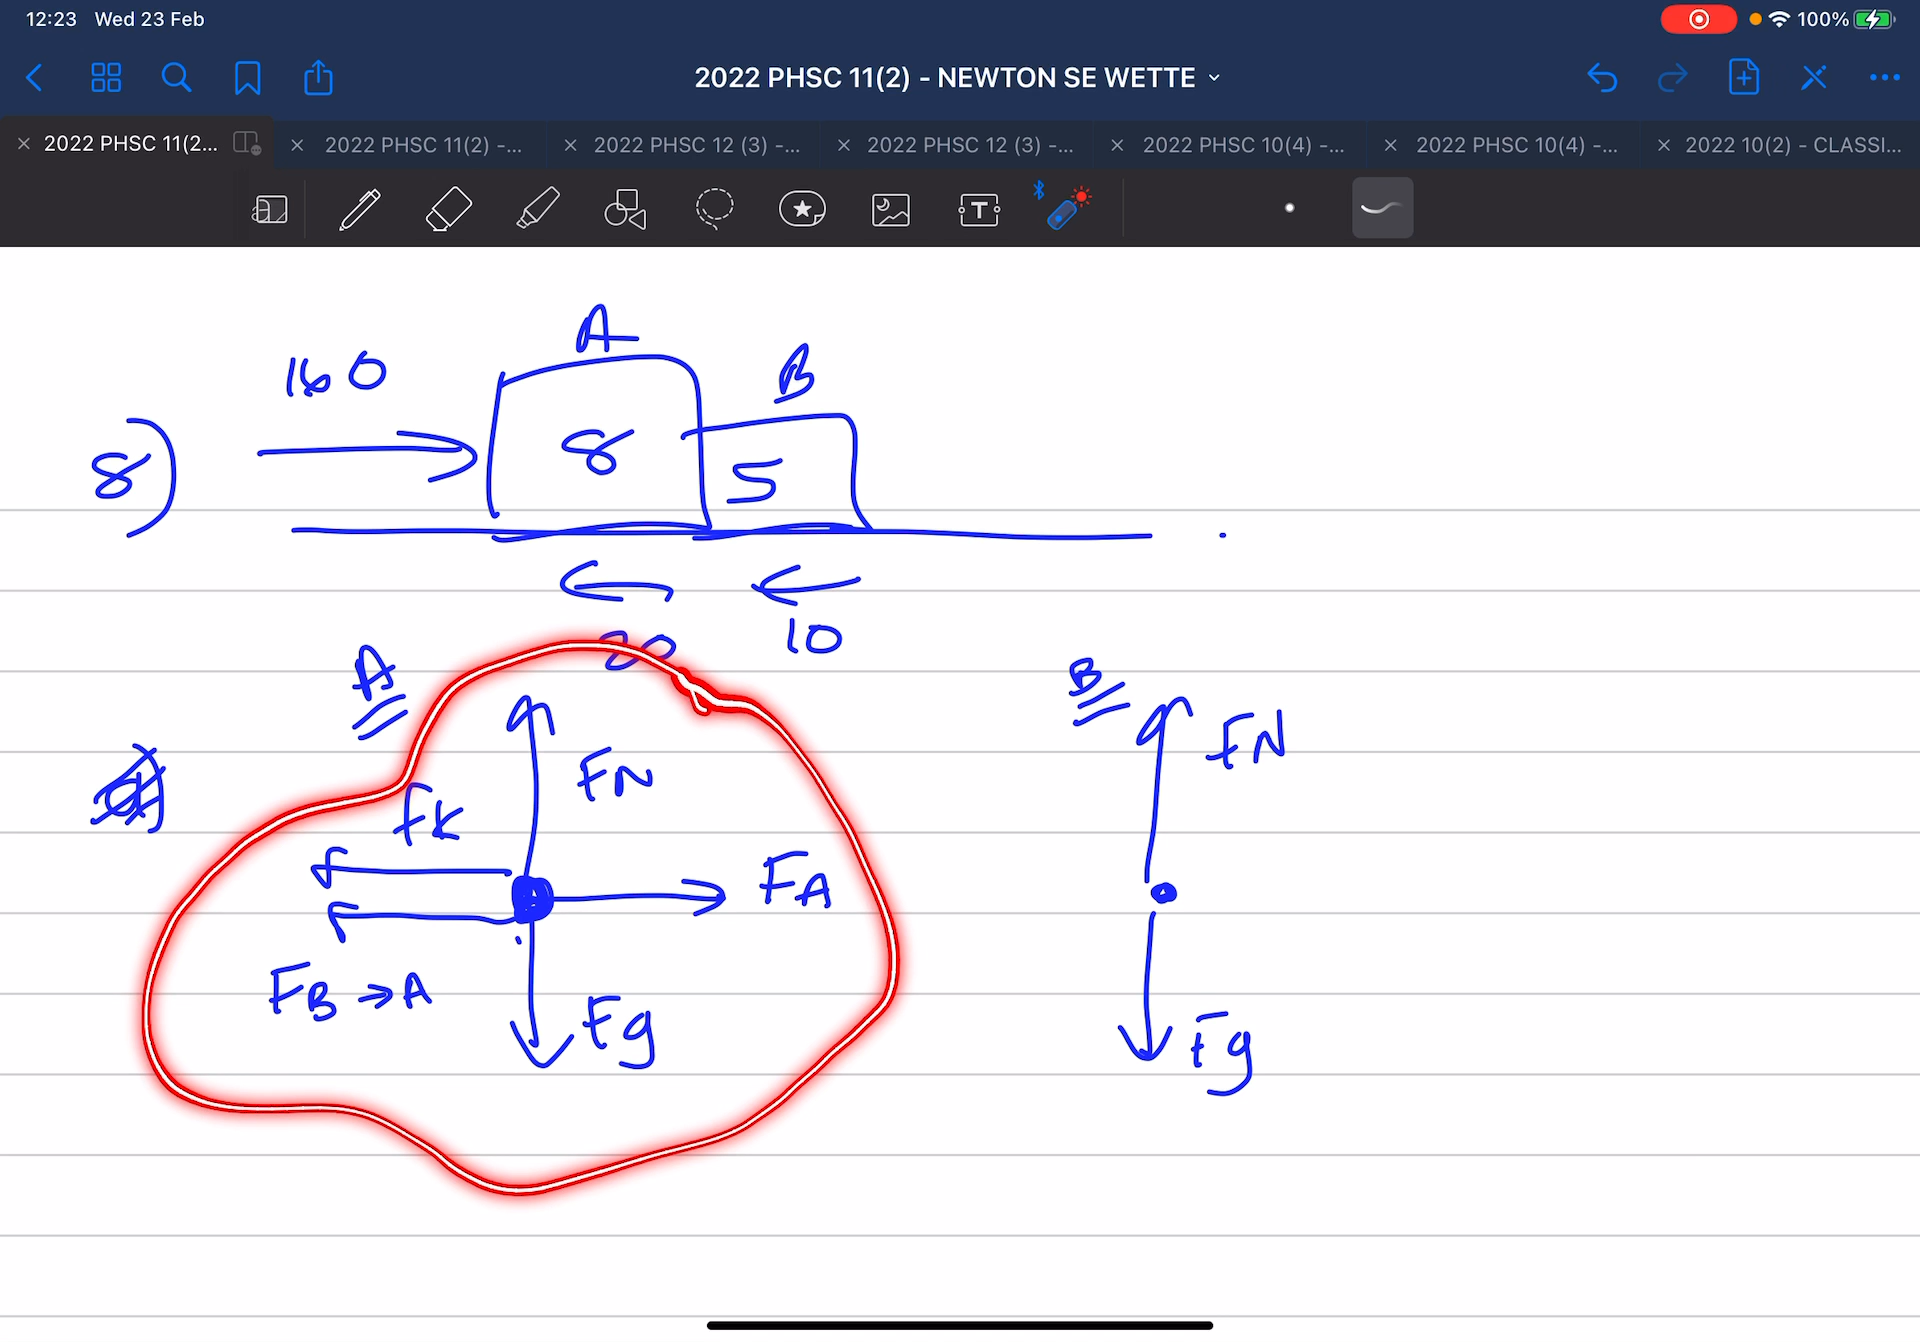 12:23 Wed 23 Feb
100%
2022 PHSC 11(2) - NEWTON SE WETTE
2022 PHSC 11(2...
2022 PHSC 11(2) -...
2022 PHSC 12 (3) -...
2022 PHSC 12 (3) -...
2022 PHSC 10(4) -...
2022 PHSC 10(4) -...
2022 10(2) - CLASSI...
T
A
160
B
8)
8
5
20
10
A
B
FN
FN
fk
FA
FB → A
Fg
Fg